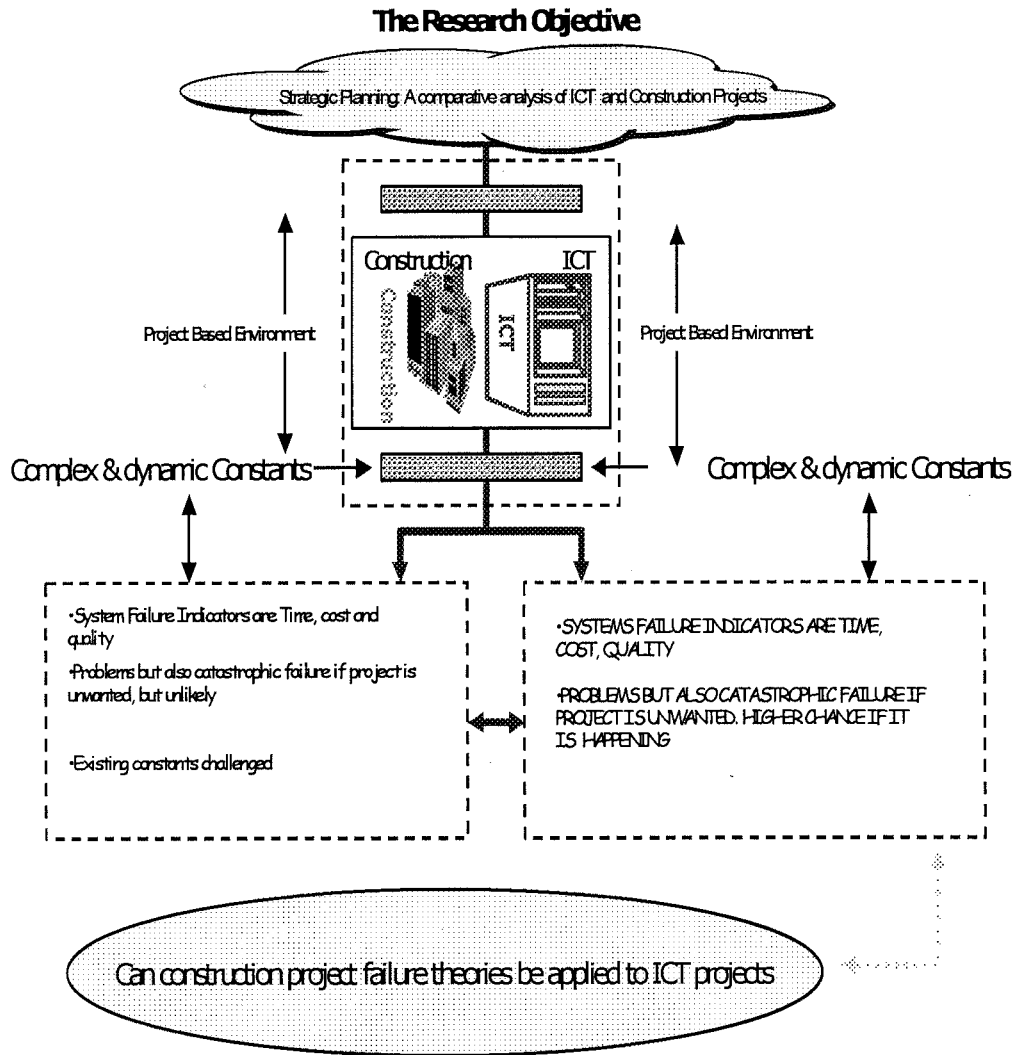 The Research Objective
Strategic Planning: A comparative analysis of ICT and Construction Projects
Construction
ICT
Construction
ICT
Project Based Environment
Project Based Environment
Complex & dynamic Constants
Complex & dynamic Constants
•System Failure Indicators are Time, cost and
quality
•Problems but also catastrophic failure if project is
unwanted, but unlikely
•Existing constants challenged
•SYSTEMS FAILURE INDICATORS ARE TIME,
COST, QUALITY
•PROBLEMS BUT ALSO CATASTROPHIC FAILURE IF
PROJECT IS UNWANTED. HIGHER CHANCE IF IT
IS HAPPENING
Can construction project failure theories be applied to ICT projects